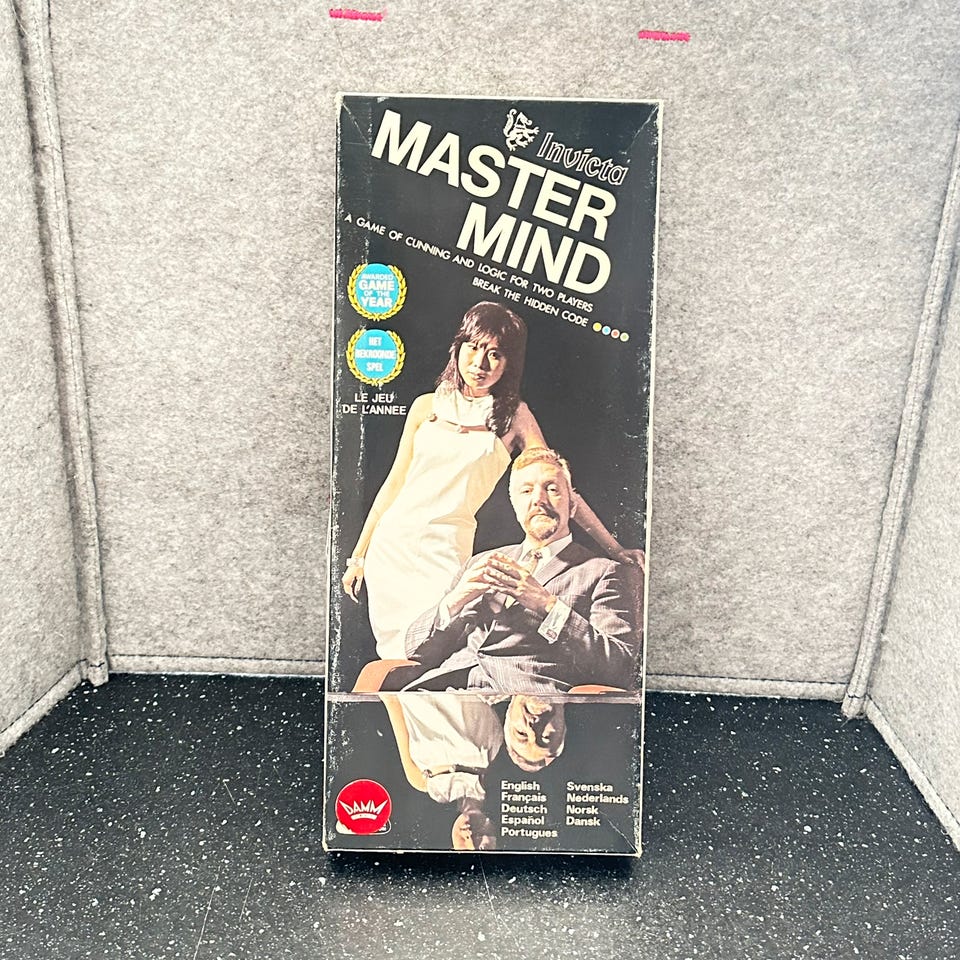 Invicta
MASTER
MIND
A GAME OF CUNNING AND LOGIC FOR TWO PLAYERS
BREAK THE HIDDEN CODE
AWARDED
GAME
OF THE
YEAR
HET
BEKROONDE
SPEL
LE JEU
DE L'ANNEE
DAMM
English
Français
Deutsch
Español
Portugues
Svenska
Nederlands
Norsk
Dansk